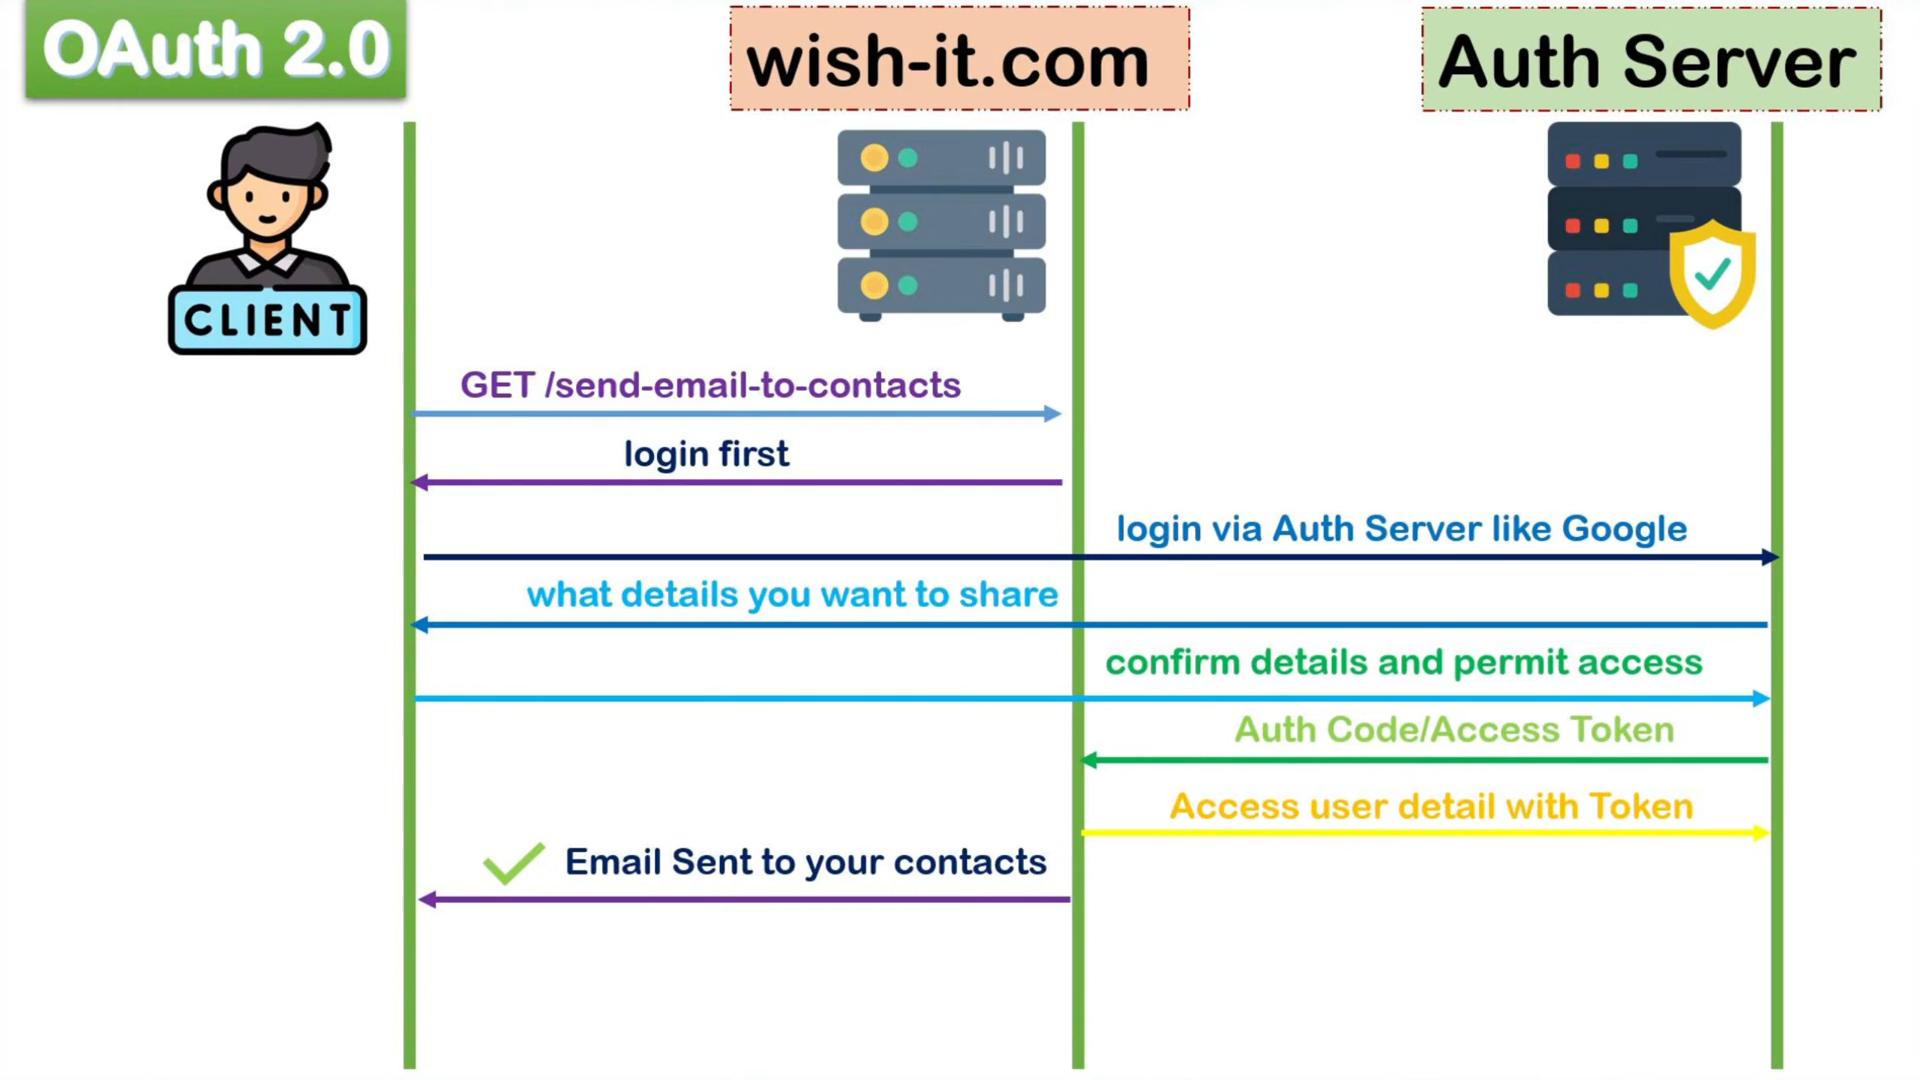 OAuth 2.0
wish-it.com
Auth Server
CLIENT
GET /send-email-to-contacts
login first
login via Auth Server like Google
what details you want to share
confirm details and permit access
Auth Code/Access Token
Access user detail with Token
Email Sent to your contacts